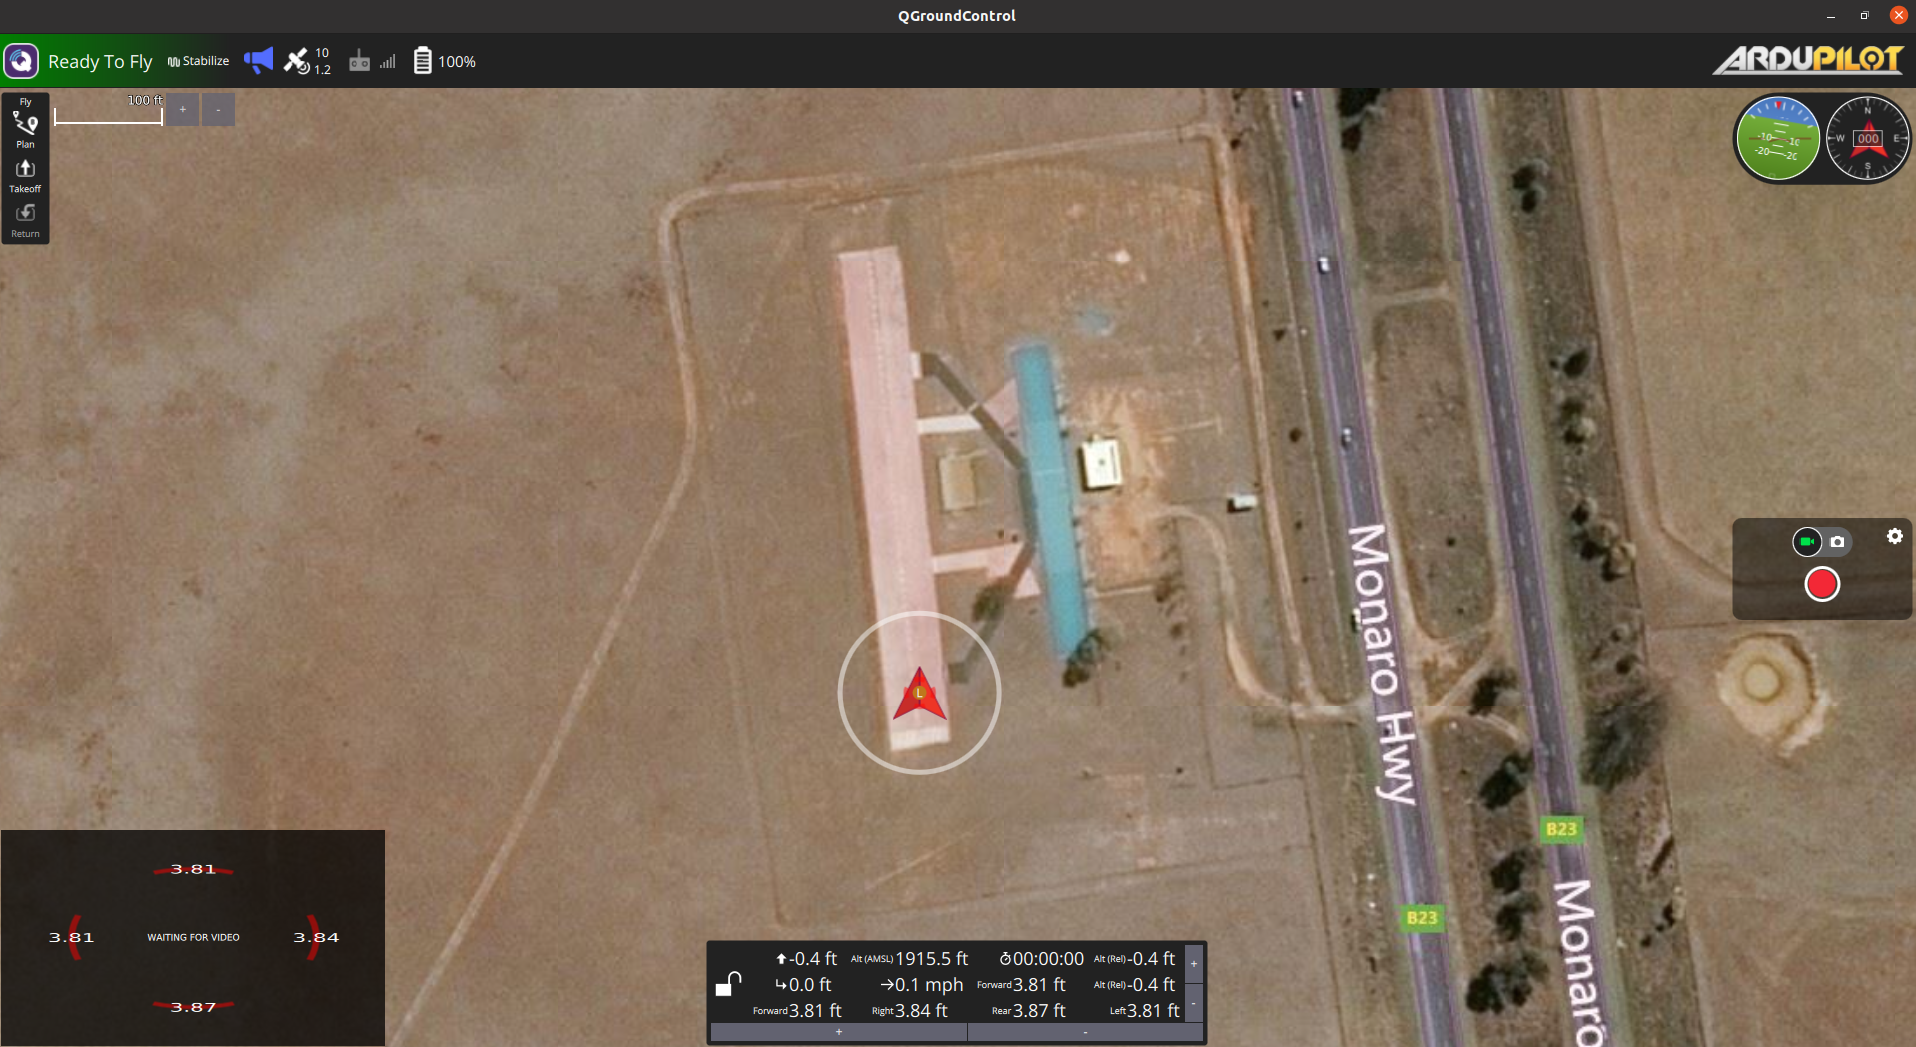 QGroundControl
Ready To Fly
Stabilize
10
1.2
100%
ARDUPILOT
Fly
Plan
Takeoff
Return
100 ft
+
-
-10
-10
-20
-20
N
W
000
E
S
Monaro Hwy
L
B23
B23
Monaro
3.81
3.81
WAITING FOR VIDEO
3.84
3.87
-0.4 ft
Alt (AMSL) 1915.5 ft
00:00:00
Alt (Rel) -0.4 ft
0.0 ft
0.1 mph
Forward 3.81 ft
Alt (Rel) -0.4 ft
Forward 3.81 ft
Right 3.84 ft
Rear 3.87 ft
Left 3.81 ft
+
-
+
-